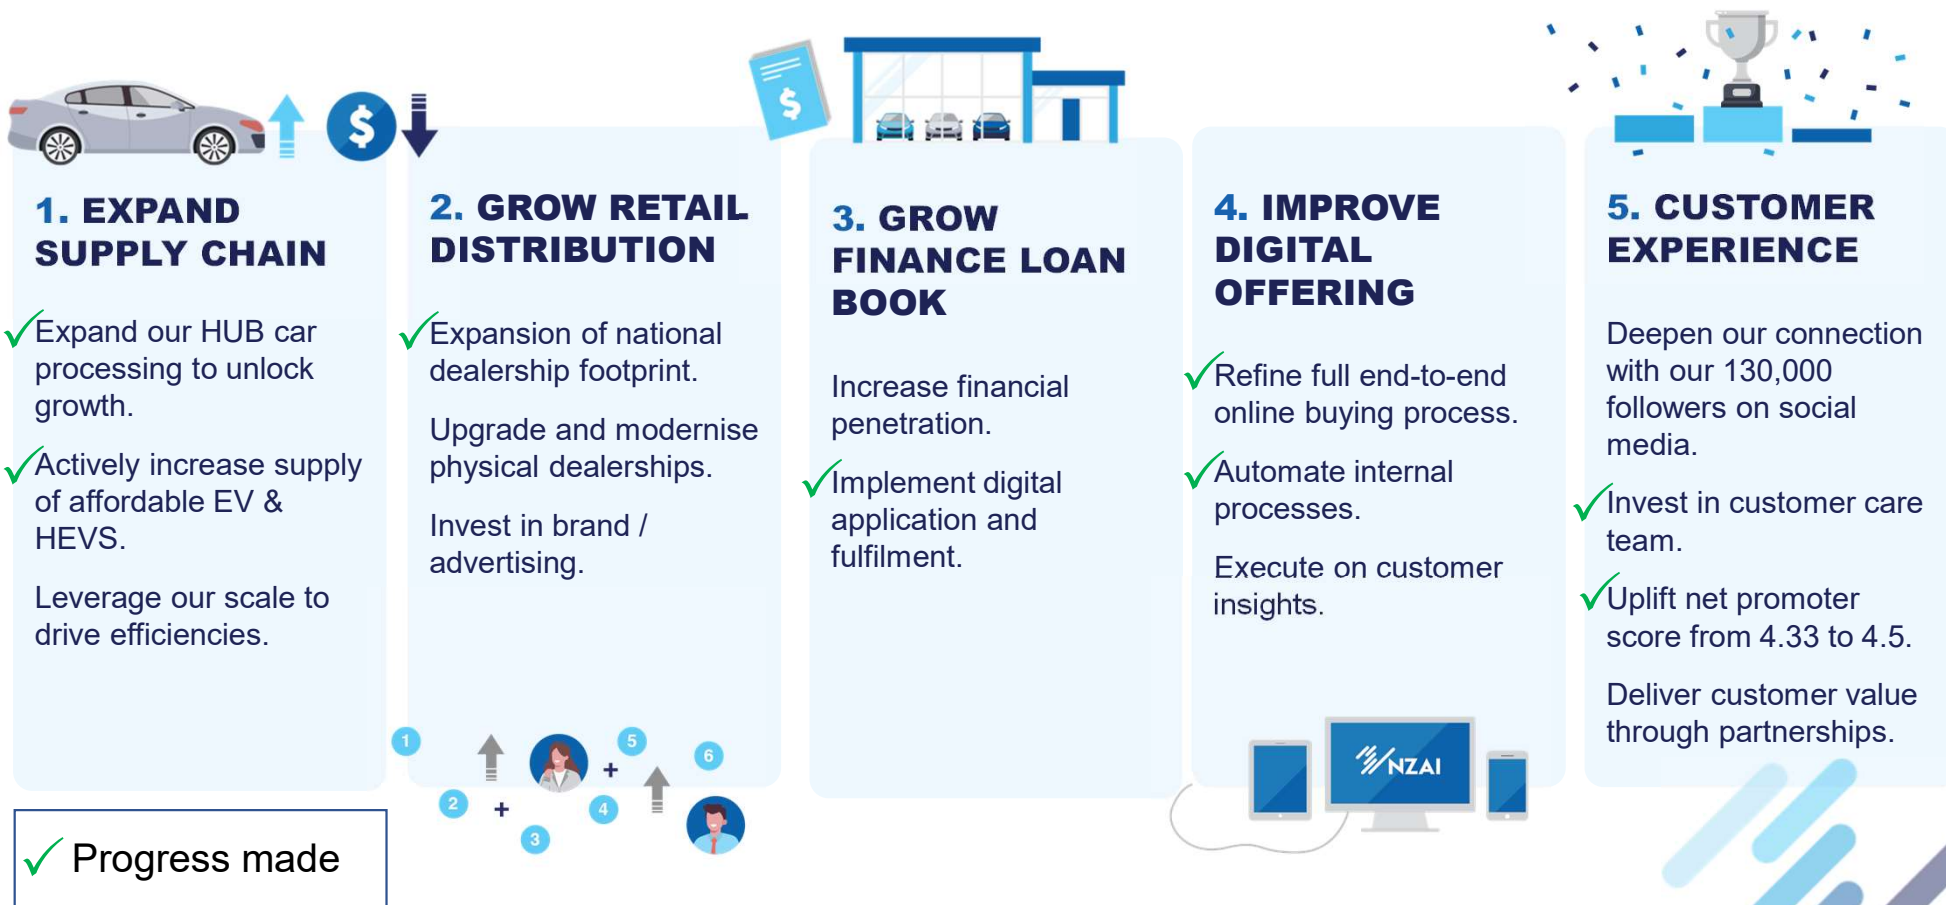 1. EXPAND
SUPPLY CHAIN
✓Expand our HUB car
processing to unlock
growth.
✓Actively increase supply
of affordable EV &
HEVS.
Leverage our scale to
drive efficiencies.
$
2. GROW RETAIL
DISTRIBUTION
✓Expansion of national
dealership footprint.
Upgrade and modernise
physical dealerships.
Invest in brand /
advertising.
1
2
+
3
+
4
5
6
$
3. GROW
FINANCE LOAN
BOOK
Increase financial
penetration.
✓Implement digital
application and
fulfilment.
4. IMPROVE
DIGITAL
OFFERING
✓Refine full end-to-end
online buying process.
✓Automate internal
processes.
Execute on customer
insights.
NZAI
5. CUSTOMER
EXPERIENCE
Deepen our connection
with our 130,000
followers on social
media.
✓Invest in customer care
team.
✓Uplift net promoter
score from 4.33 to 4.5.
Deliver customer value
through partnerships.
✓ Progress made